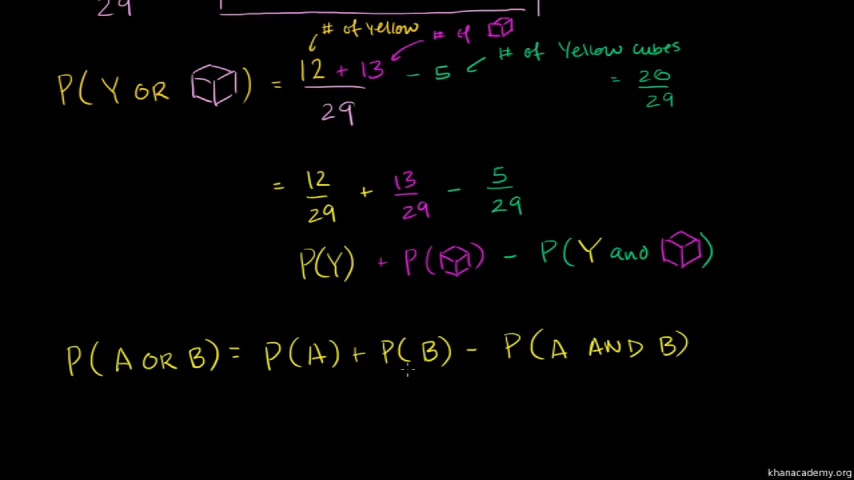 29
# of Yellow
# of
# of Yellow cubes
P(Y OR ) = 12 + 13 - 5 = 20
29 29
= 12/29 + 13/29 - 5/29
P(Y) + P( ) - P(Y and )
P(A OR B) = P(A) + P(B) - P(A AND B)
khanacademy.org